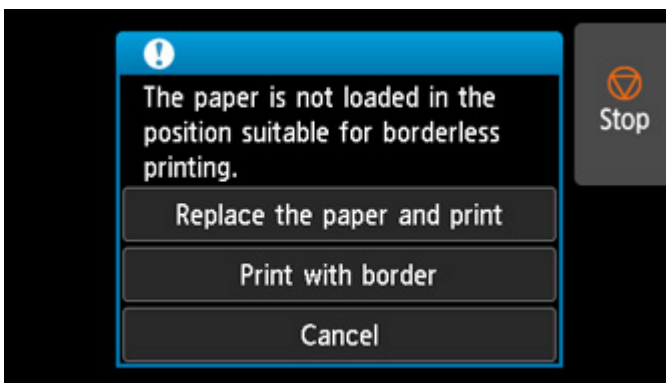 The paper is not loaded in the
position suitable for borderless
printing.
Stop
Replace the paper and print
Print with border
Cancel